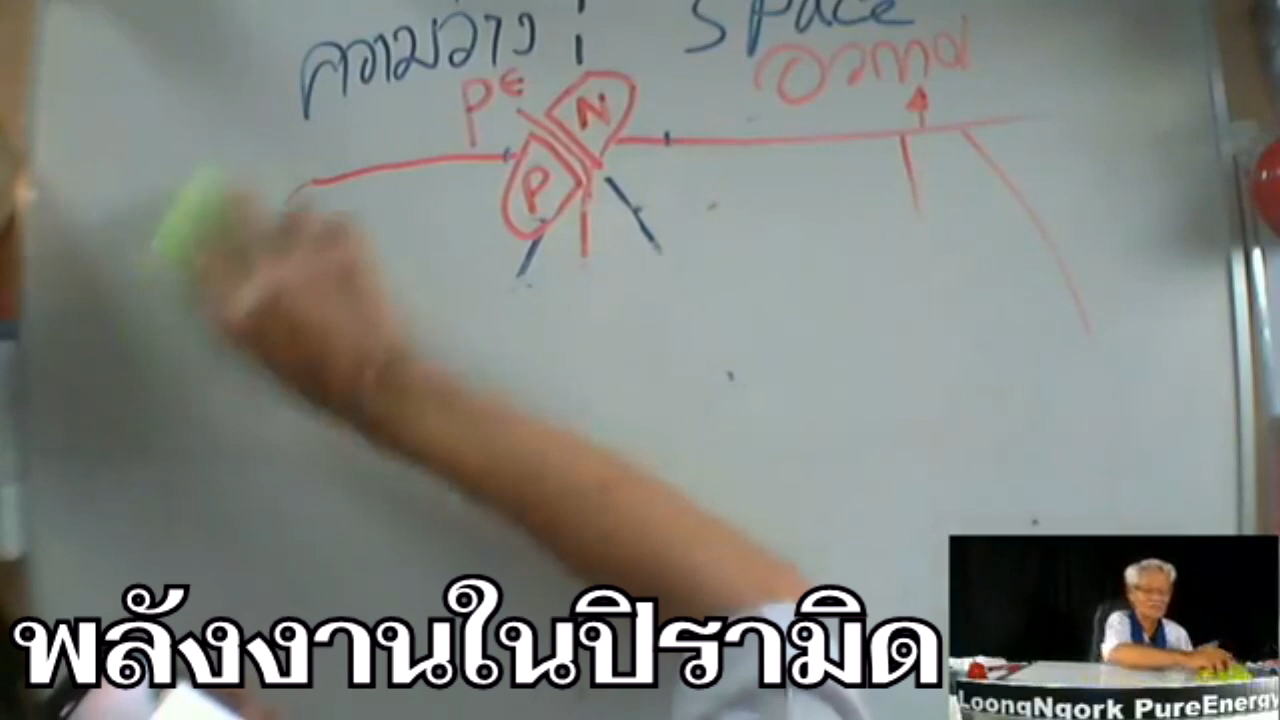 ความว่าง Space
อวกาศ
PE
N
P
พลังงานในปิรามิด
LoongNgork PureEnergy